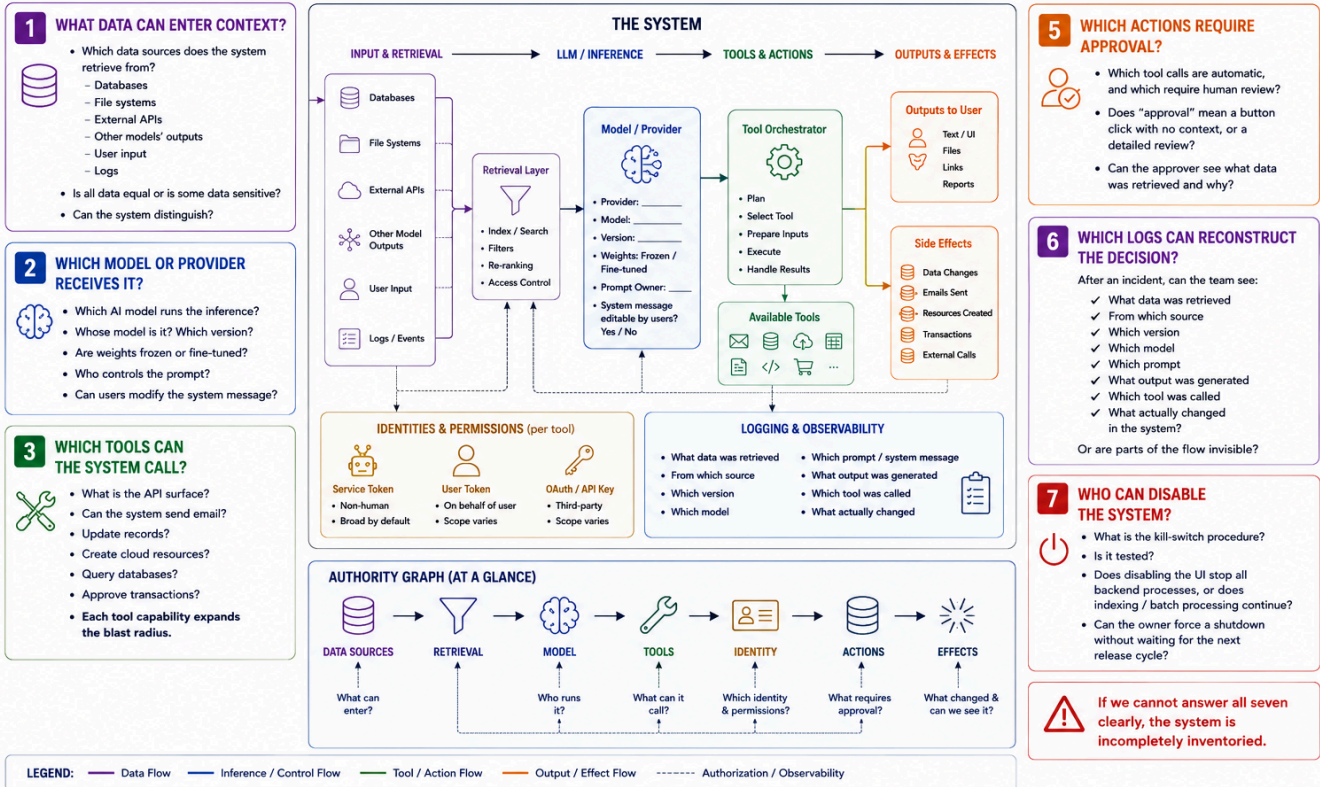 1
WHAT DATA CAN ENTER CONTEXT?
• Which data sources does the system
retrieve from?
– Databases
– File systems
– External APIs
– Other models' outputs
– User input
– Logs
• Is all data equal or is some data sensitive?
• Can the system distinguish?
2
WHICH MODEL OR PROVIDER
RECEIVES IT?
• Which AI model runs the inference?
• Whose model is it? Which version?
• Are weights frozen or fine-tuned?
• Who controls the prompt?
• Can users modify the system message?
3
WHICH TOOLS CAN
THE SYSTEM CALL?
• What is the API surface?
• Can the system send email?
• Update records?
• Create cloud resources?
• Query databases?
• Approve transactions?
• Each tool capability expands
the blast radius.
THE SYSTEM
INPUT & RETRIEVAL
LLM / INFERENCE
TOOLS & ACTIONS
OUTPUTS & EFFECTS
Databases
File Systems
External APIs
Other Model
Outputs
User Input
Logs / Events
Retrieval Layer
• Index / Search
• Filters
• Re-ranking
• Access Control
Model / Provider
• Provider: ______
• Model: ______
• Version: ______
• Weights: Frozen /
Fine-tuned
• Prompt Owner: ____
• System message
editable by users?
Yes / No
Tool Orchestrator
• Plan
• Select Tool
• Prepare Inputs
• Execute
• Handle Results
Available Tools
</>
...
Outputs to User
Text / UI
Files
Links
Reports
Side Effects
Data Changes
Emails Sent
Resources Created
Transactions
External Calls
IDENTITIES & PERMISSIONS (per tool)
Service Token
• Non-human
• Broad by default
User Token
• On behalf of user
• Scope varies
OAuth / API Key
• Third-party
• Scope varies
LOGGING & OBSERVABILITY
• What data was retrieved
• From which source
• Which version
• Which model
• Which prompt / system message
• What output was generated
• Which tool was called
• What actually changed
AUTHORITY GRAPH (AT A GLANCE)
DATA SOURCES
RETRIEVAL
MODEL
TOOLS
IDENTITY
ACTIONS
EFFECTS
What can
enter?
Who runs
it?
What can it
call?
Which identity
& permissions?
What requires
approval?
What changed &
can we see it?
5
WHICH ACTIONS REQUIRE
APPROVAL?
• Which tool calls are automatic,
and which require human review?
• Does "approval" mean a button
click with no context, or a
detailed review?
• Can the approver see what data
was retrieved and why?
6
WHICH LOGS CAN RECONSTRUCT
THE DECISION?
After an incident, can the team see:
✓ What data was retrieved
✓ From which source
✓ Which version
✓ Which model
✓ Which prompt
✓ What output was generated
✓ Which tool was called
✓ What actually changed
in the system?
Or are parts of the flow invisible?
7
WHO CAN DISABLE
THE SYSTEM?
• What is the kill-switch procedure?
• Is it tested?
• Does disabling the UI stop all
backend processes, or does
indexing / batch processing continue?
• Can the owner force a shutdown
without waiting for the next
release cycle?
If we cannot answer all seven
clearly, the system is
incompletely inventoried.
LEGEND:
Data Flow
Inference / Control Flow
Tool / Action Flow
Output / Effect Flow
Authorization / Observability